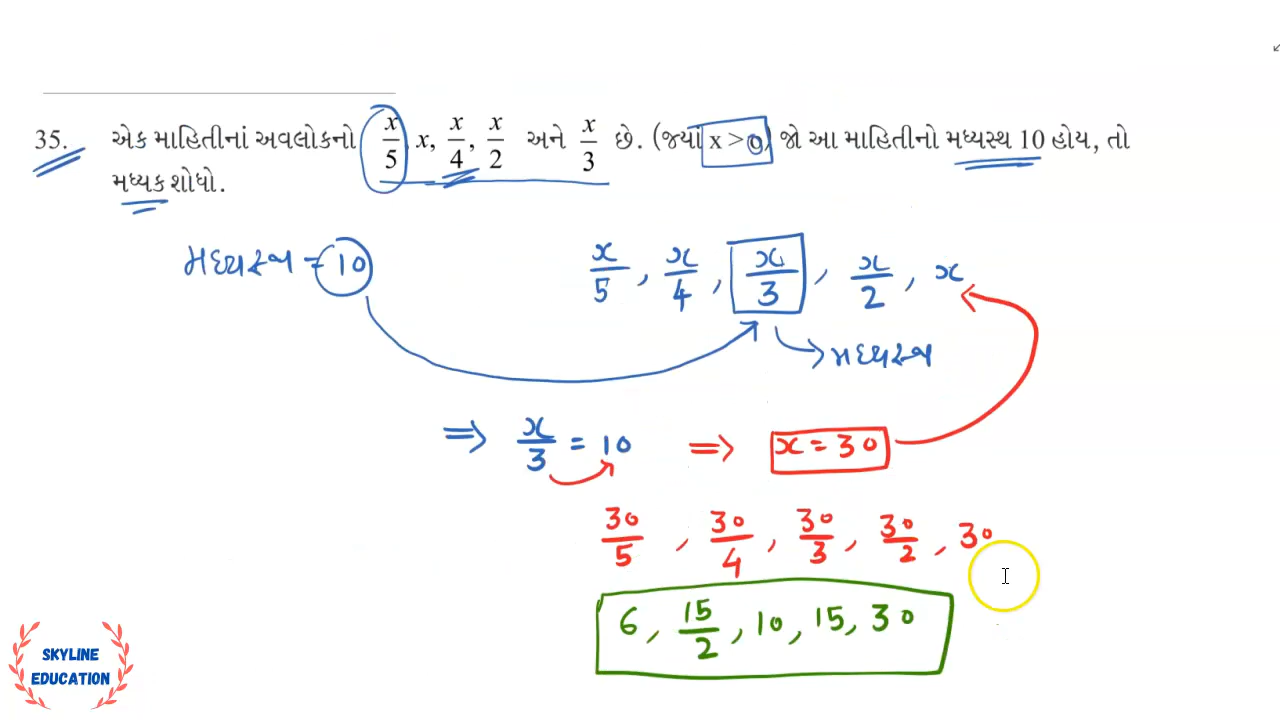 35. એક માહિતીનાં અવલોકનો x/5, x, x/4, x/2 અને x/3 છે. (જ્યાં x > 0) જો આ માહિતીનો મધ્યસ્થ 10 હોય, તો
મધ્યક શોધો.
મધ્યસ્થ = 10
x/5, x/4, x/3, x/2, x
મધ્યસ્થ
⇒ x/3 = 10 ⇒ x = 30
30/5, 30/4, 30/3, 30/2, 30
6, 15/2, 10, 15, 30
SKYLINE
EDUCATION